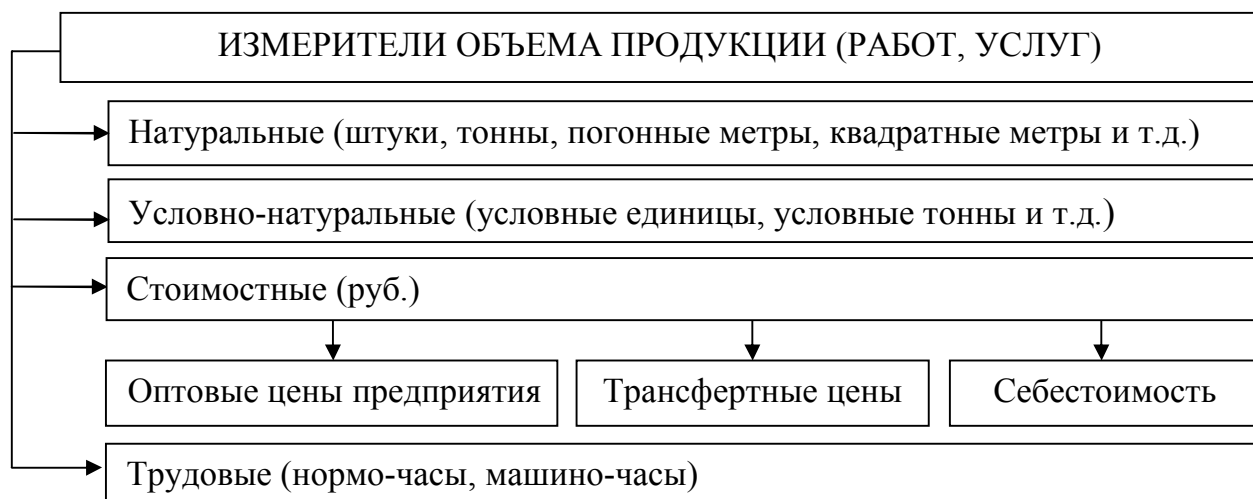 ИЗМЕРИТЕЛИ ОБЪЕМА ПРОДУКЦИИ (РАБОТ, УСЛУГ)
Натуральные (штуки, тонны, погонные метры, квадратные метры и т.д.)
Условно-натуральные (условные единицы, условные тонны и т.д.)
Стоимостные (руб.)
Оптовые цены предприятия
Трансфертные цены
Себестоимость
Трудовые (нормо-часы, машино-часы)